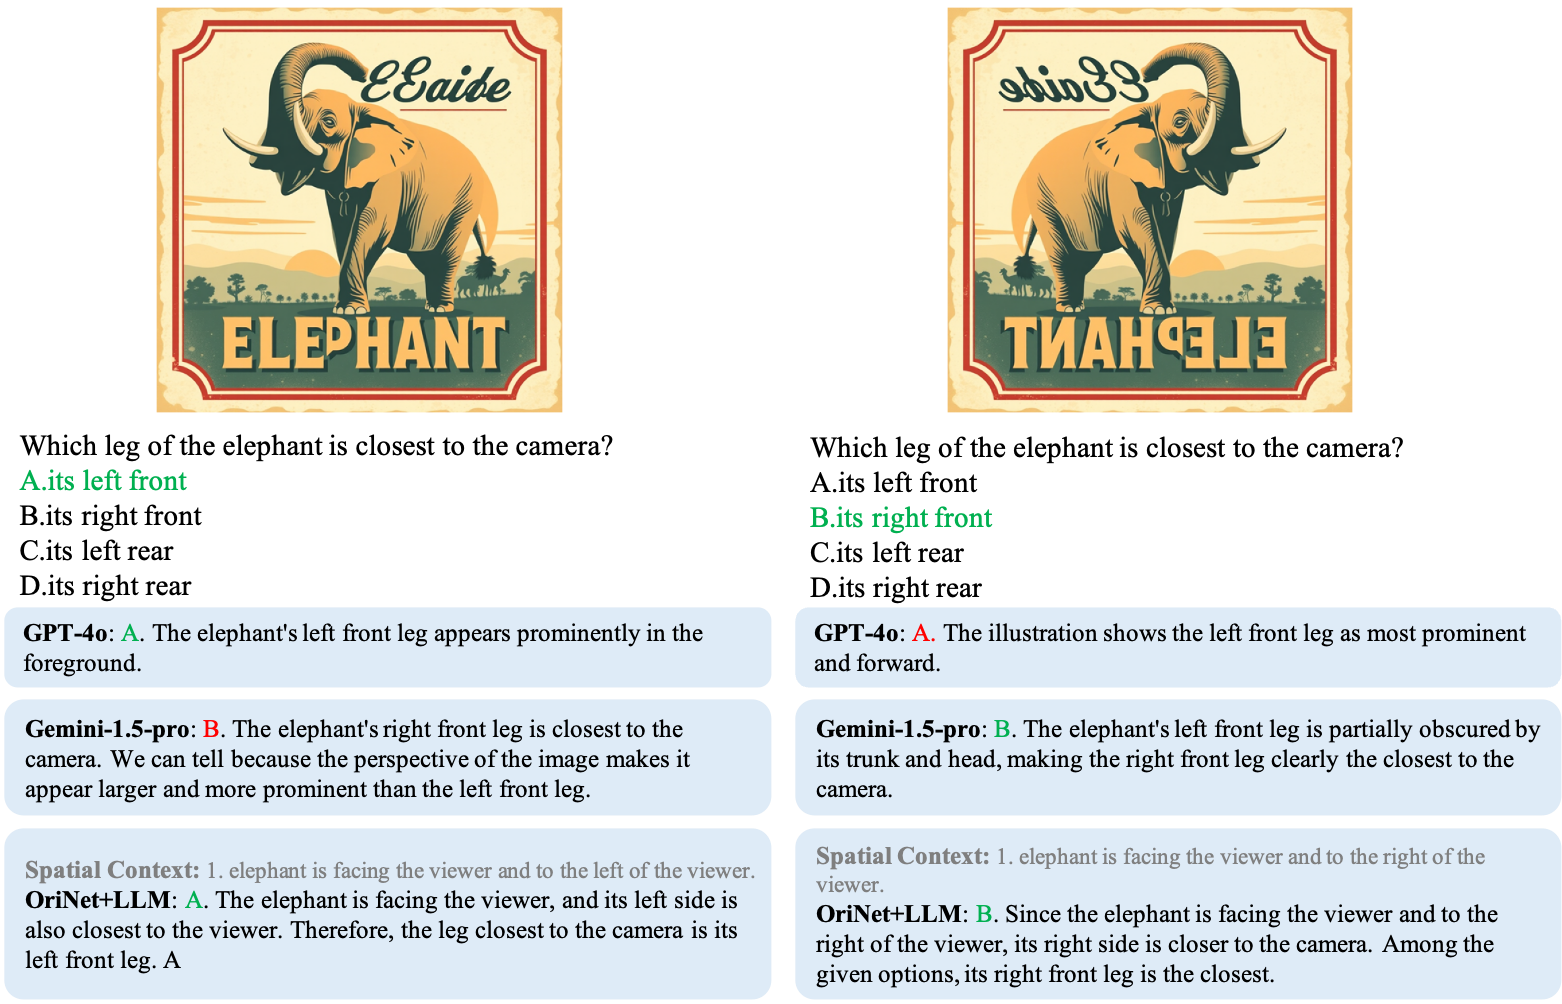 EEaibe
ELEPHANT
Which leg of the elephant is closest to the camera?
A.its left front
B.its right front
C.its left rear
D.its right rear
GPT-4o: A. The elephant's left front leg appears prominently in the
foreground.
Gemini-1.5-pro: B. The elephant's right front leg is closest to the
camera. We can tell because the perspective of the image makes it
appear larger and more prominent than the left front leg.
Spatial Context: 1. elephant is facing the viewer and to the left of the viewer.
OriNet+LLM: A. The elephant is facing the viewer, and its left side is
also closest to the viewer. Therefore, the leg closest to the camera is its
left front leg. A
EEaibe
ELEPHANT
Which leg of the elephant is closest to the camera?
A.its left front
B.its right front
C.its left rear
D.its right rear
GPT-4o: A. The illustration shows the left front leg as most prominent
and forward.
Gemini-1.5-pro: B. The elephant's left front leg is partially obscured by
its trunk and head, making the right front leg clearly the closest to the
camera.
Spatial Context: 1. elephant is facing the viewer and to the right of the
viewer.
OriNet+LLM: B. Since the elephant is facing the viewer and to the
right of the viewer, its right side is closer to the camera. Among the
given options, its right front leg is the closest.